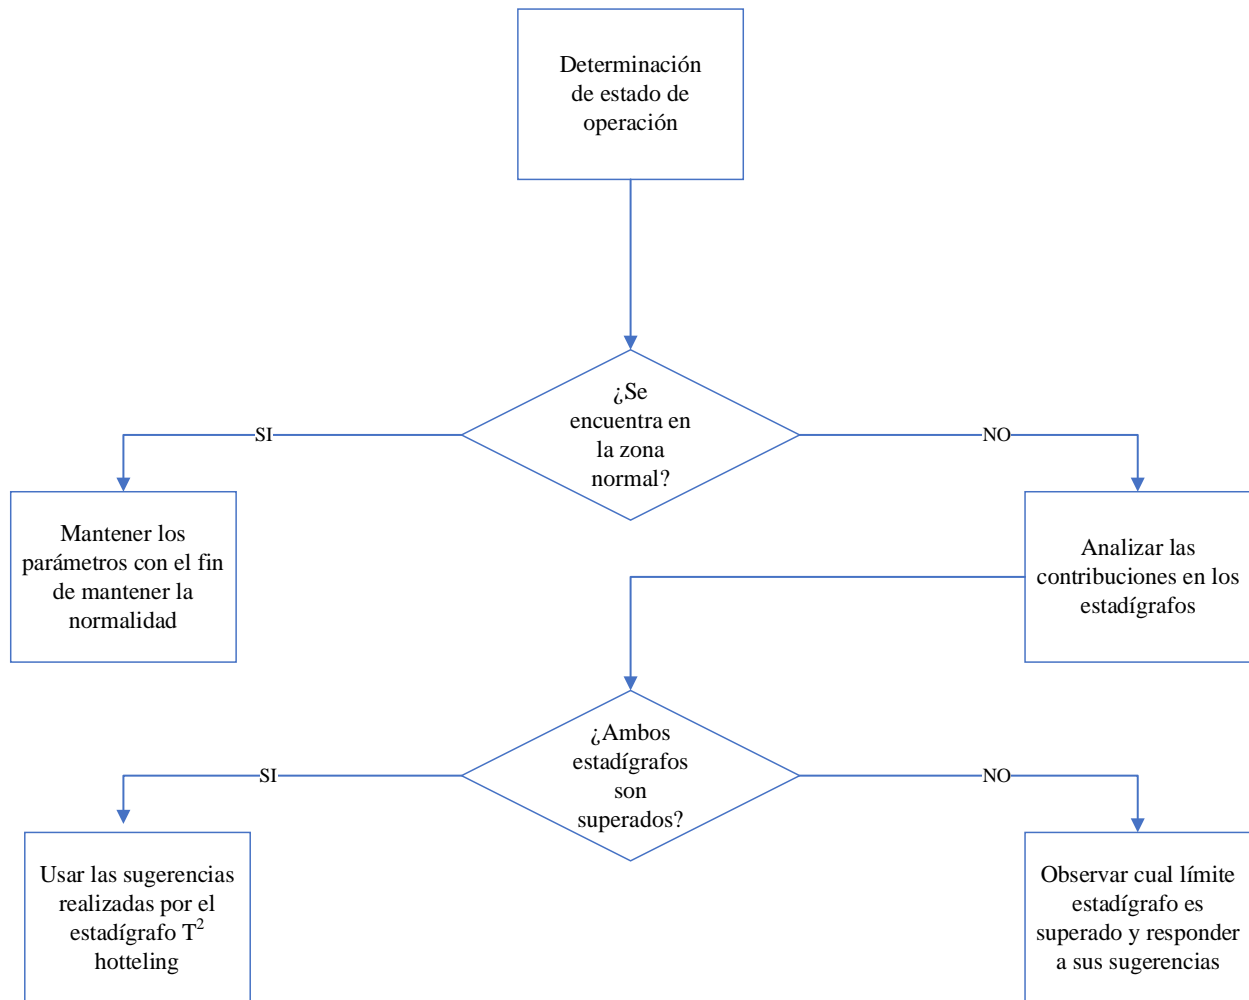 Determinación
de estado de
operación
¿Se
encuentra en
la zona
normal?
SI
NO
Mantener los
parámetros con el fin
de mantener la
normalidad
Analizar las
contribuciones en los
estadígrafos
¿Ambos
estadígrafos
son
superados?
SI
NO
Usar las sugerencias
realizadas por el
estadígrafo T²
hotteling
Observar cual límite
estadígrafo es
superado y responder
a sus sugerencias